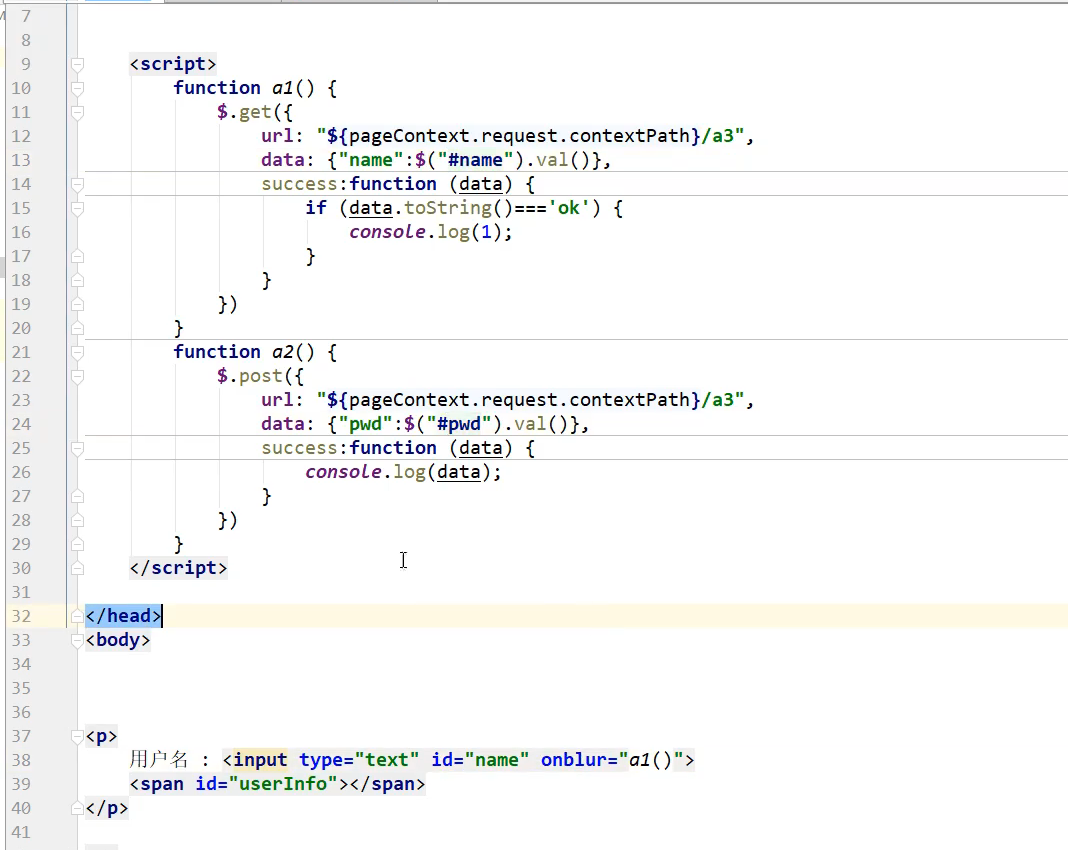 7
8
9 <script>
10 function a1() {
11 $.get({
12 url: "${pageContext.request.contextPath}/a3",
13 data: {"name":$("#name").val()},
14 success:function (data) {
15 if (data.toString()==='ok') {
16 console.log(1);
17 }
18 }
19 })
20 }
21 function a2() {
22 $.post({
23 url: "${pageContext.request.contextPath}/a3",
24 data: {"pwd":$("#pwd").val()},
25 success:function (data) {
26 console.log(data);
27 }
28 })
29 }
30 </script>
31
32 </head>
33 <body>
34
35
36
37 <p>
38 用户名 : <input type="text" id="name" onblur="a1()">
39 <span id="userInfo"></span>
40 </p>
41